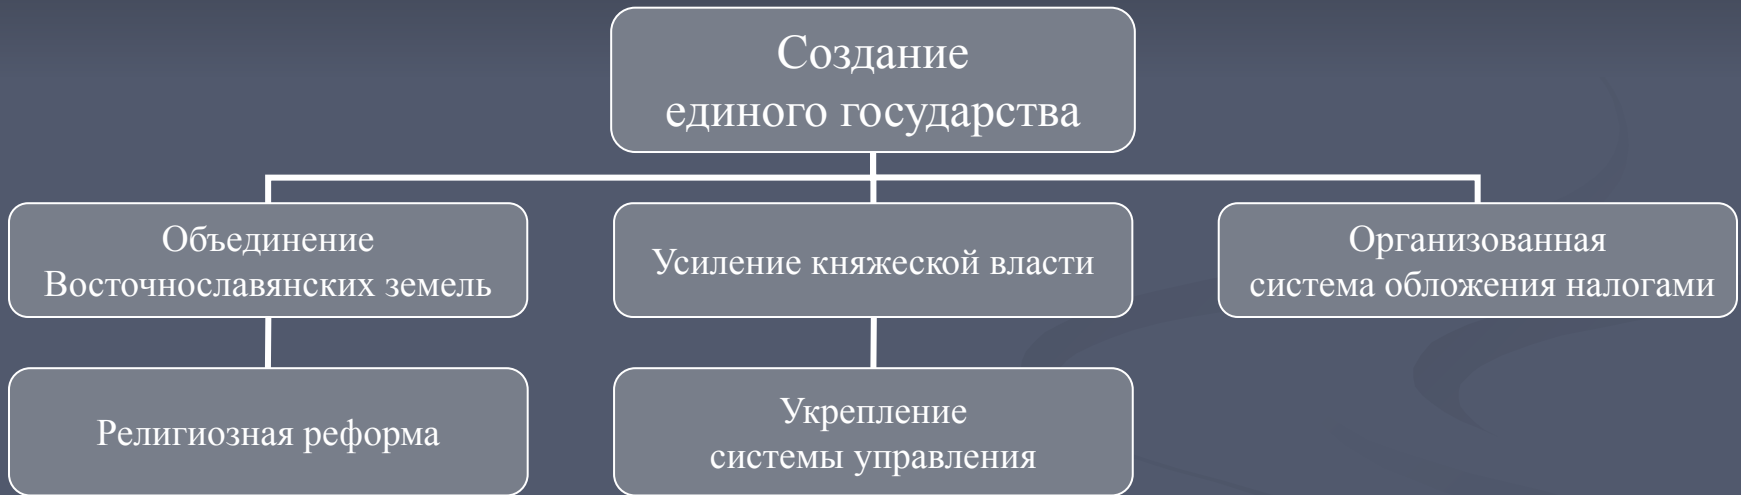 Создание
единого государства
Объединение
Восточнославянских земель
Усиление княжеской власти
Организованная
система обложения налогами
Религиозная реформа
Укрепление
системы управления